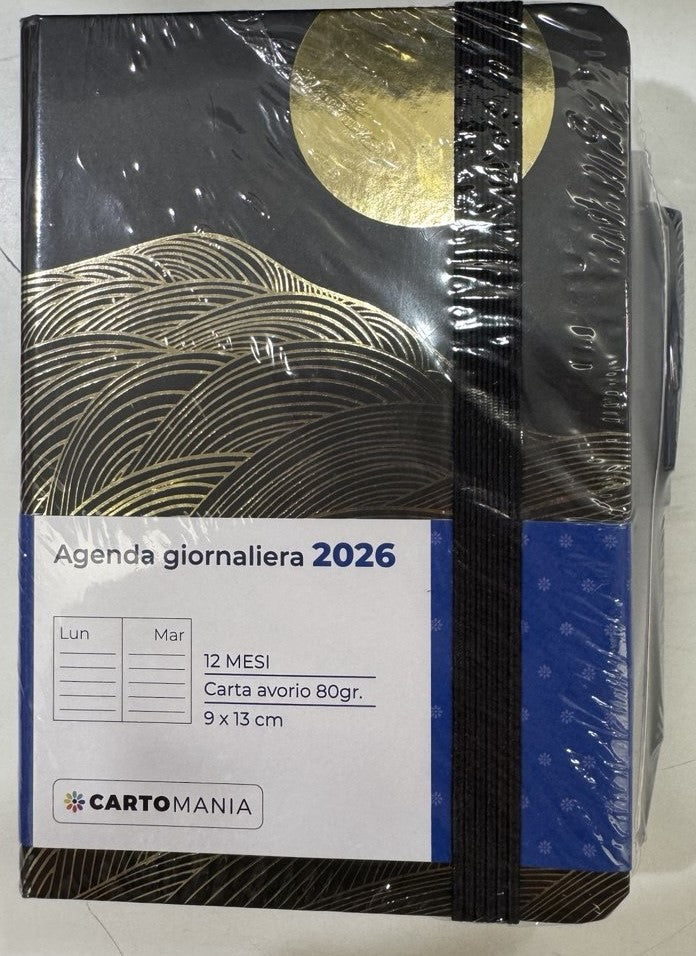 Agenda giornaliera 2026
Lun Mar
12 MESI
Carta avorio 80gr.
9 x 13 cm
CARTOMANIA